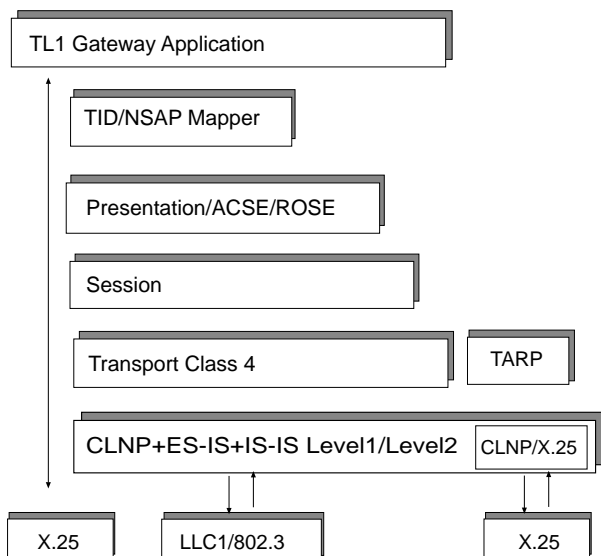 TL1 Gateway Application
TID/NSAP Mapper
Presentation/ACSE/ROSE
Session
Transport Class 4
TARP
CLNP+ES-IS+IS-IS Level1/Level2
CLNP/X.25
X.25
LLC1/802.3
X.25